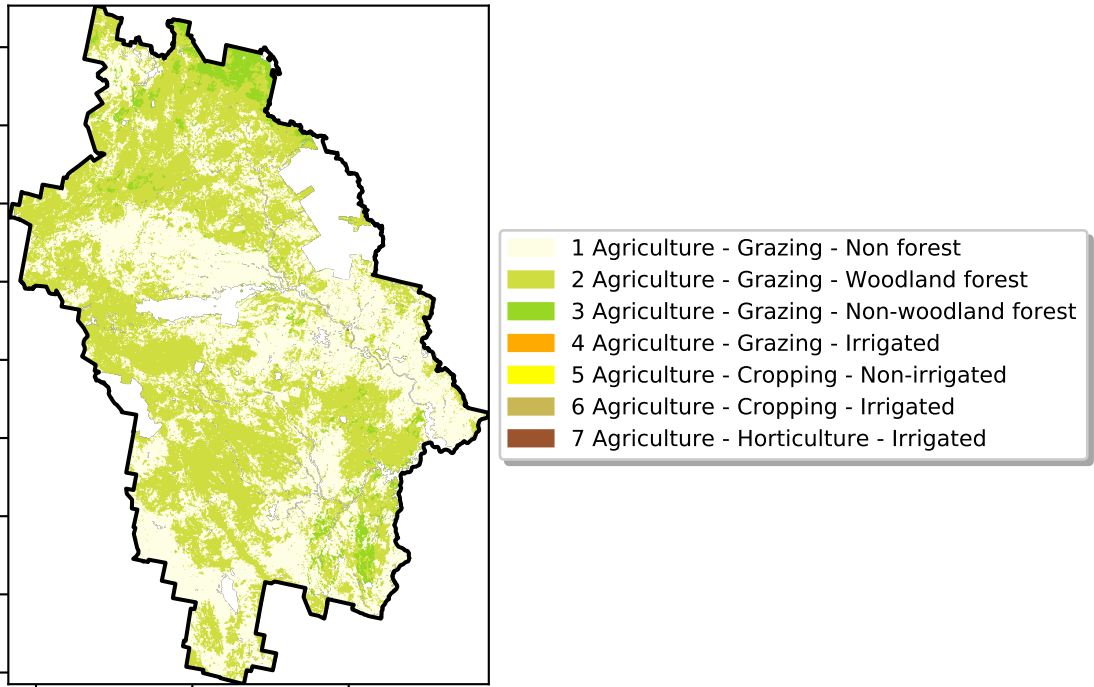 1 Agriculture - Grazing - Non forest
2 Agriculture - Grazing - Woodland forest
3 Agriculture - Grazing - Non-woodland forest
4 Agriculture - Grazing - Irrigated
5 Agriculture - Cropping - Non-irrigated
6 Agriculture - Cropping - Irrigated
7 Agriculture - Horticulture - Irrigated